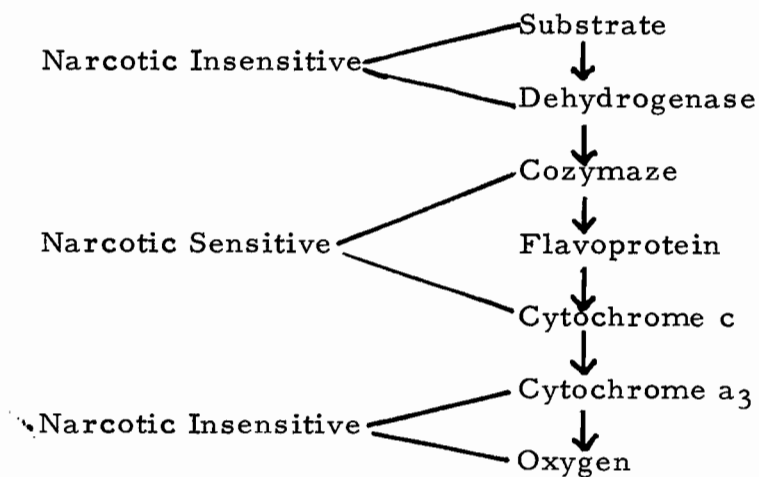 Substrate
Narcotic Insensitive
Dehydrogenase
Cozymaze
Narcotic Sensitive
Flavoprotein
Cytochrome c
Cytochrome a3
Narcotic Insensitive
Oxygen